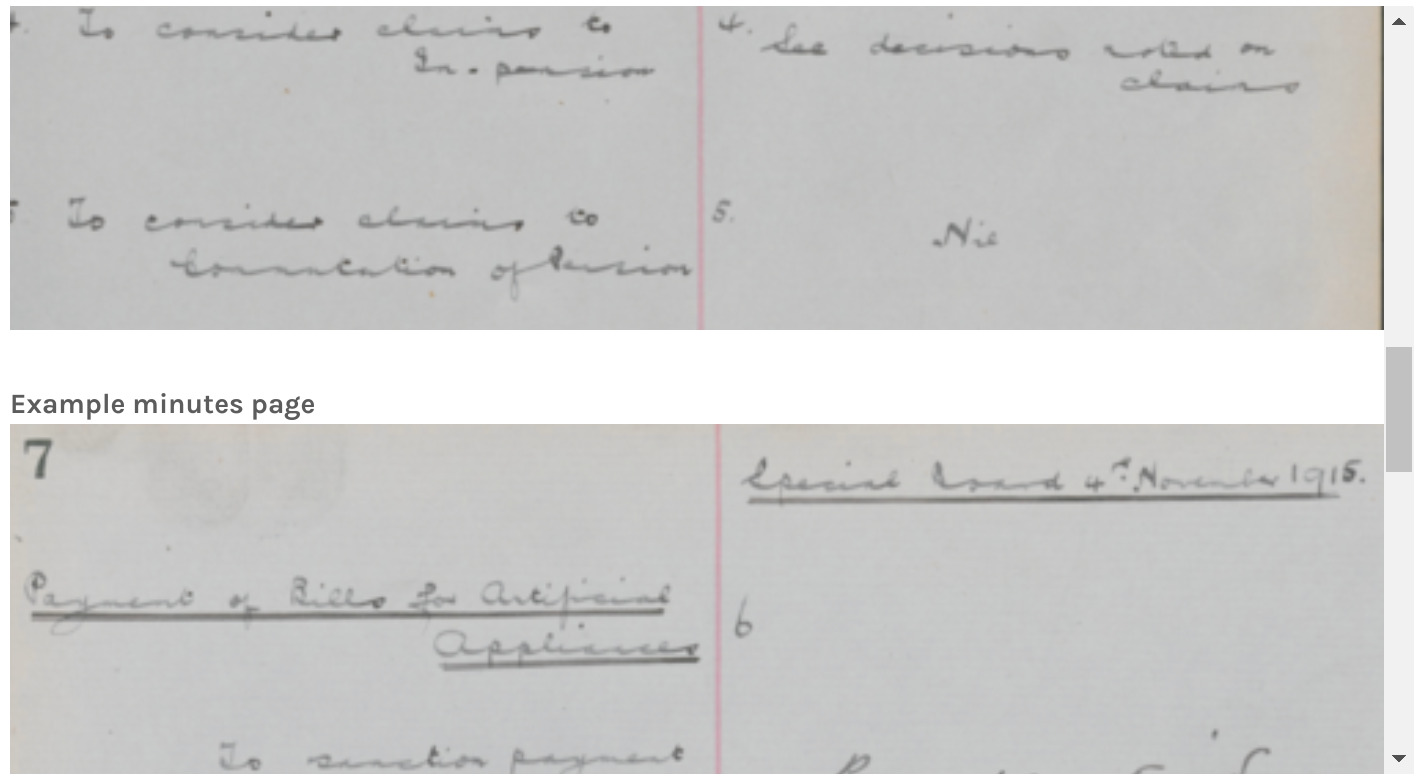 4. To consider claims to
In-pension
4. See decisions noted on
claims
5. To consider claims to
Commutation of Pension
5. Nil
Example minutes page
7
Special Board 4th November 1915.
Payment of Bills for Artificial
Appliances
6
To sanction payment